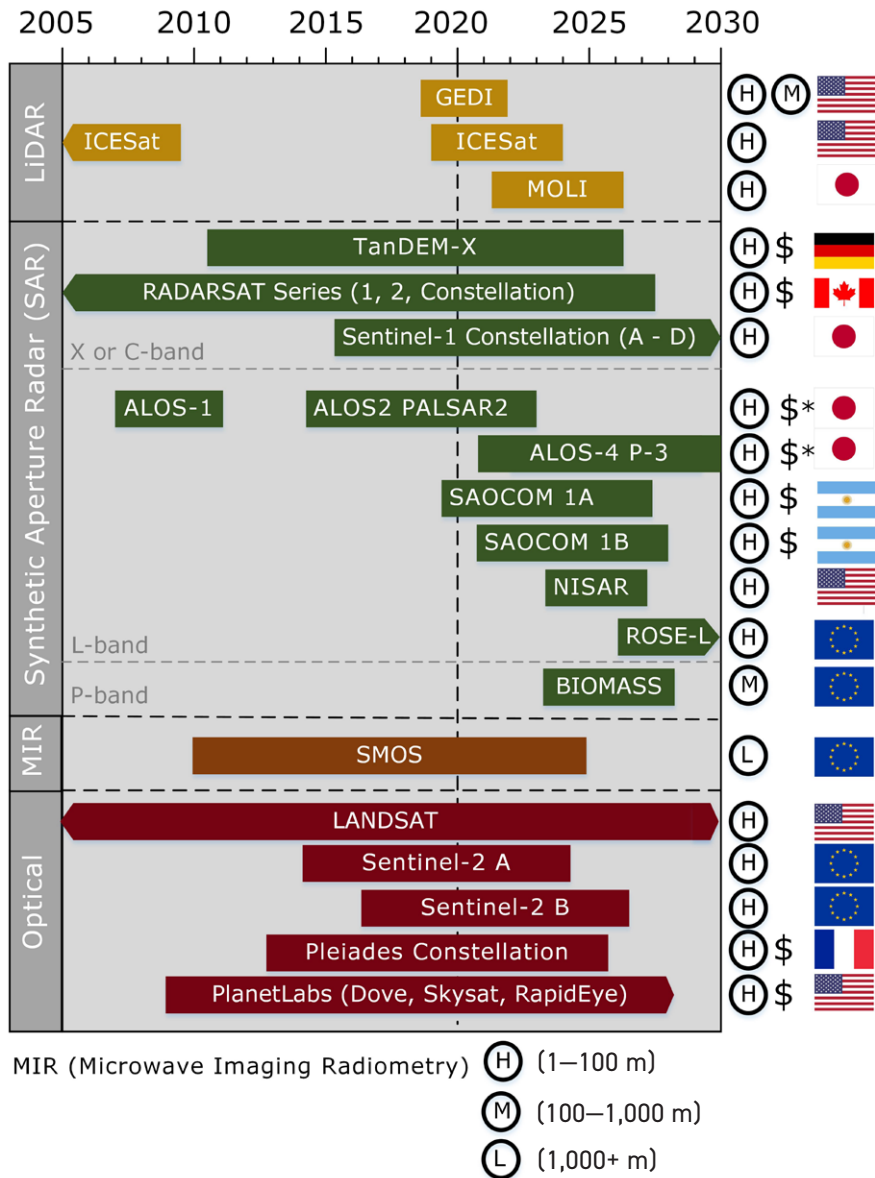 2005 2010 2015 2020 2025 2030
LiDAR
GEDI H M
ICESat ICESat H
MOLI H
Synthetic Aperture Radar (SAR)
TanDEM-X H $
RADARSAT Series (1, 2, Constellation) H $
Sentinel-1 Constellation (A - D) H
X or C-band
ALOS-1 ALOS2 PALSAR2 H $*
ALOS-4 P-3 H $*
SAOCOM 1A H $
SAOCOM 1B H $
NISAR H
ROSE-L H
L-band
P-band
BIOMASS M
MIR
SMOS L
Optical
LANDSAT H
Sentinel-2 A H
Sentinel-2 B H
Pleiades Constellation H $
PlanetLabs (Dove, Skysat, RapidEye) H $
MIR (Microwave Imaging Radiometry) H (1—100 m)
M (100—1,000 m)
L (1,000+ m)